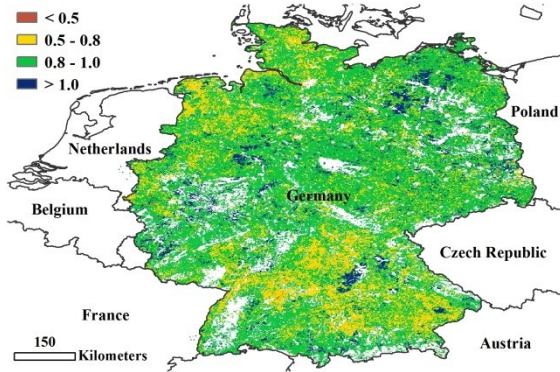 < 0.5
0.5 - 0.8
0.8 - 1.0
> 1.0
Poland
Netherlands
Germany
Belgium
Czech Republic
France
Austria
150
Kilometers